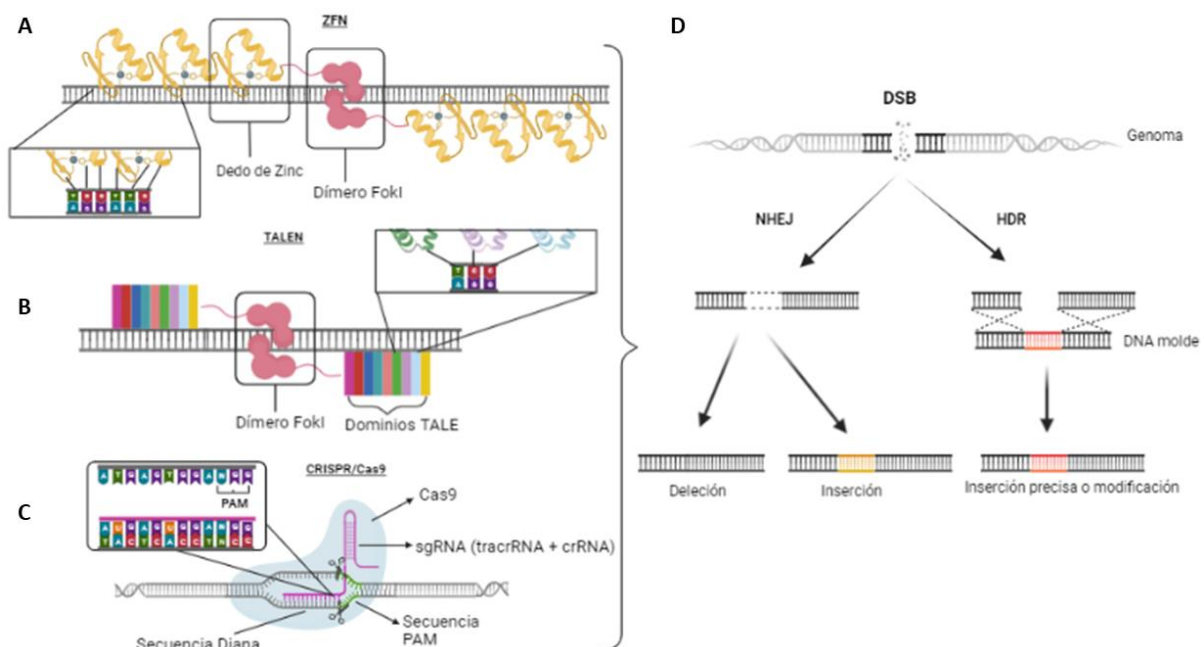 A
ZFN
Dedo de Zinc
Dímero FokI
TALEN
B
Dímero FokI
Dominios TALE
CRISPR/Cas9
PAM
C
Cas9
sgRNA (tracrRNA + crRNA)
Secuencia
PAM
Secuencia Diana
D
DSB
Genoma
NHEJ
HDR
DNA molde
Deleción
Inserción
Inserción precisa o modificación